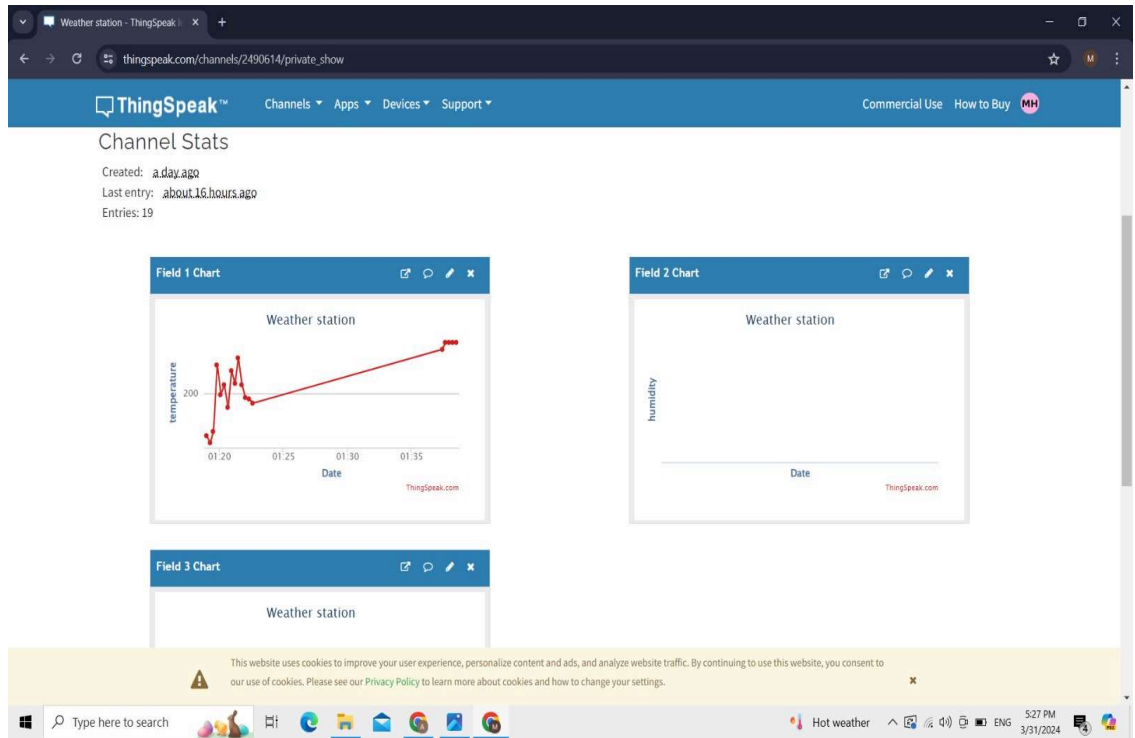 Weather station - ThingSpeak I
thingspeak.com/channels/2490614/private_show
M
ThingSpeak™ Channels Apps Devices Support Commercial Use How to Buy MH
Channel Stats
Created: a day ago
Last entry: about 16 hours ago
Entries: 19
Field 1 Chart
Weather station
temperature
200
01:20 01:25 01:30 01:35
Date
ThingSpeak.com
Field 2 Chart
Weather station
humidity
Date
ThingSpeak.com
Field 3 Chart
Weather station
This website uses cookies to improve your user experience, personalize content and ads, and analyze website traffic. By continuing to use this website, you consent to
our use of cookies. Please see our Privacy Policy to learn more about cookies and how to change your settings.
Type here to search
Hot weather ENG 5:27 PM
3/31/2024
4